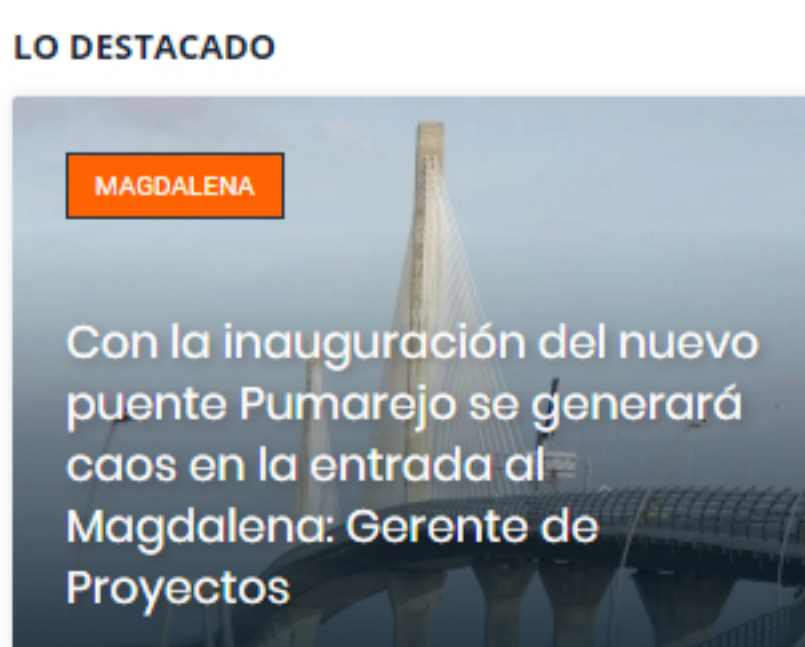 LO DESTACADO
MAGDALENA
Con la inauguración del nuevo
puente Pumarejo se generará
caos en la entrada al
Magdalena: Gerente de
Proyectos